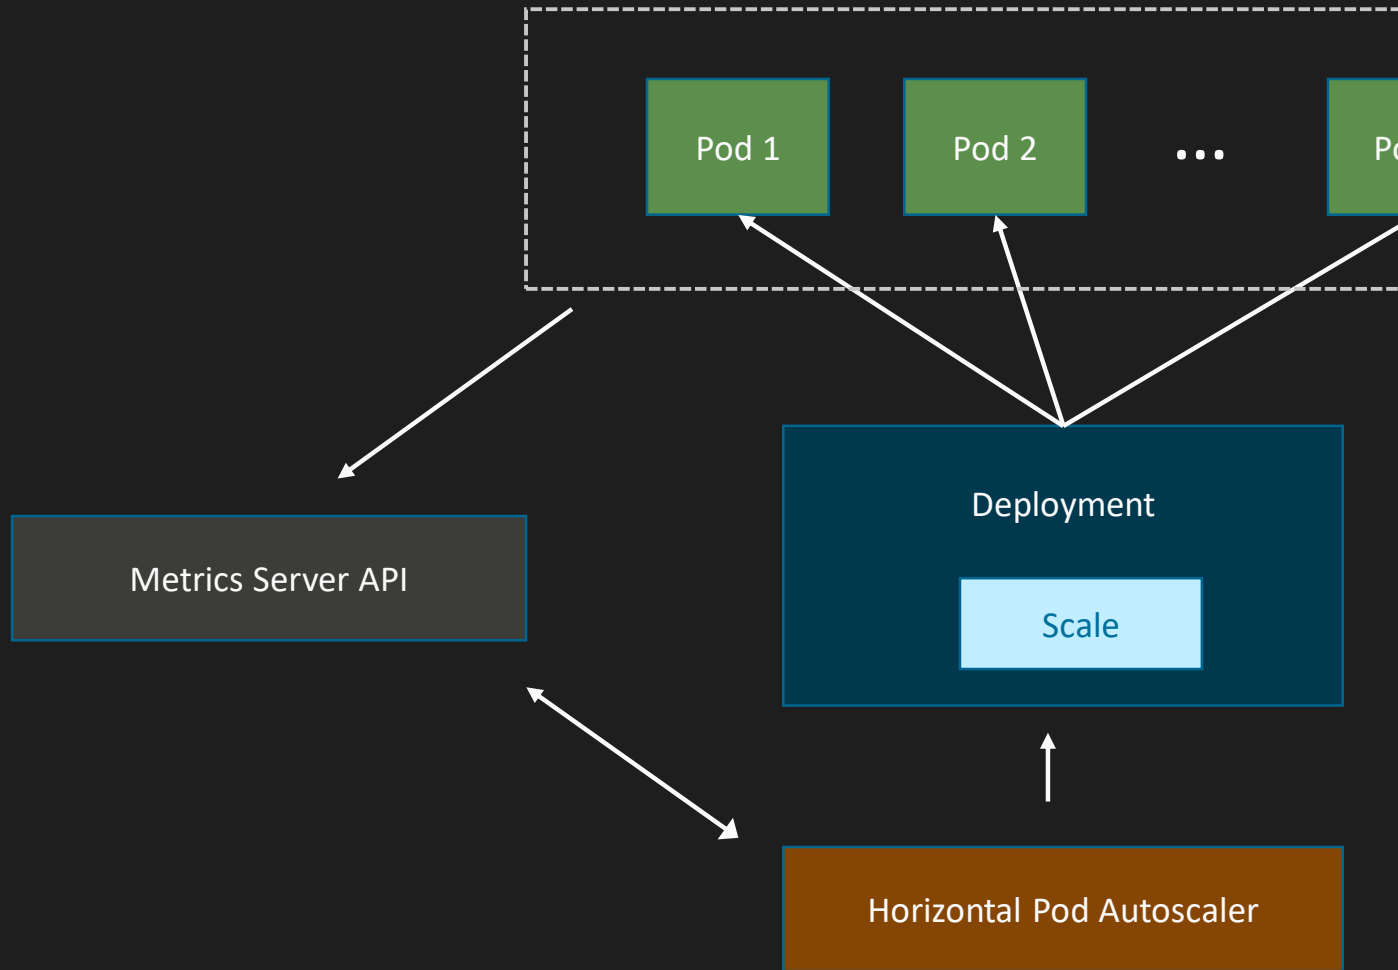 Pod 1
Pod 2
...
Deployment
Metrics Server API
Scale
Horizontal Pod Autoscaler